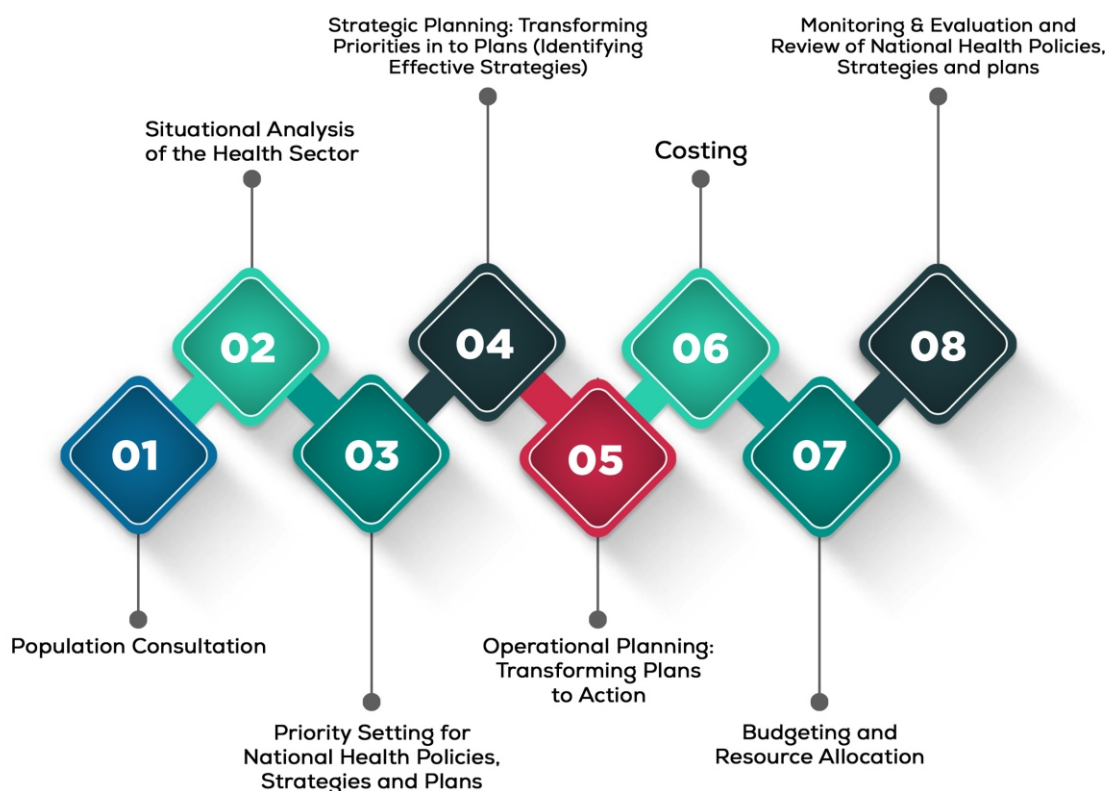 Strategic Planning: Transforming
Priorities in to Plans (Identifying
Effective Strategies)
Monitoring & Evaluation and
Review of National Health Policies,
Strategies and plans
Situational Analysis
of the Health Sector
Costing
02
04
06
08
01
03
05
07
Population Consultation
Operational Planning:
Transforming Plans
to Action
Priority Setting for
National Health Policies,
Strategies and Plans
Budgeting and
Resource Allocation